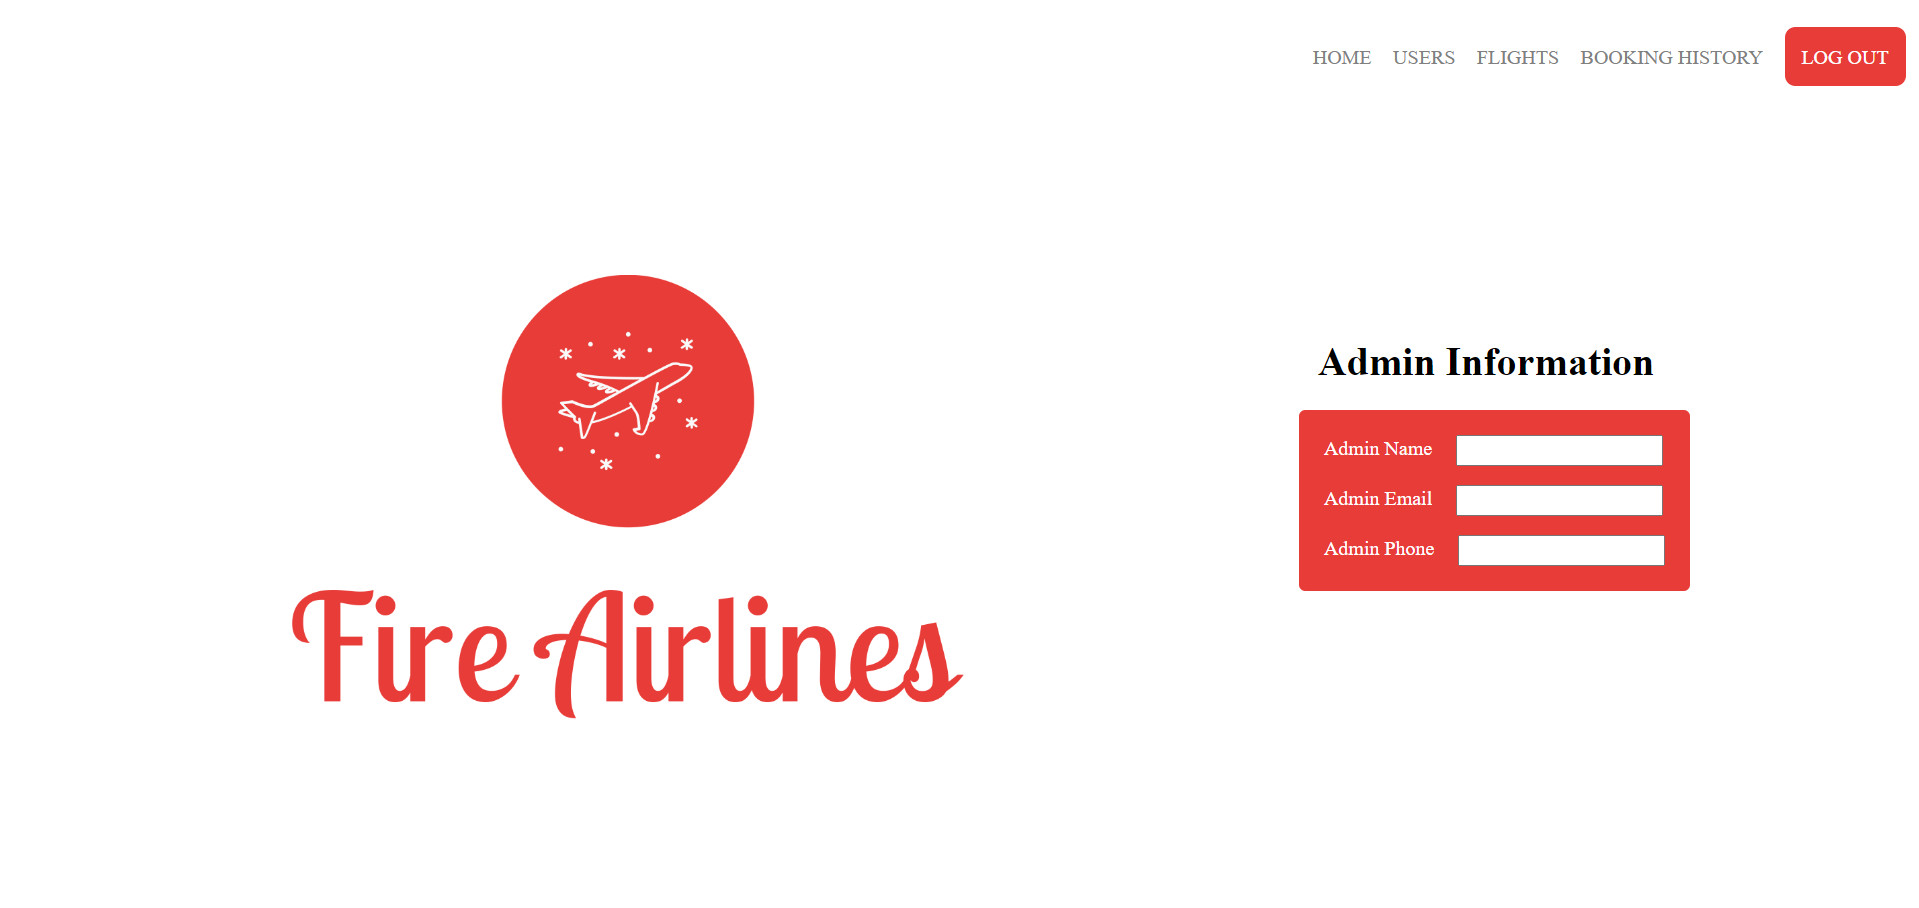 HOME USERS FLIGHTS BOOKING HISTORY LOG OUT
Fire Airlines
Admin Information
Admin Name
Admin Email
Admin Phone